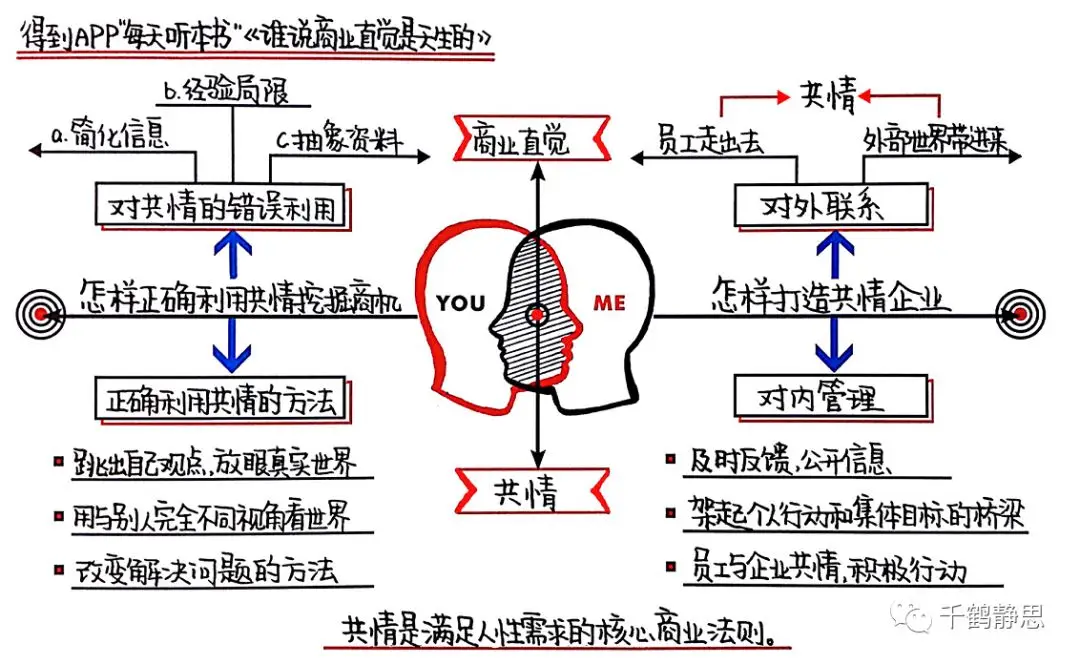 得到APP"每天听本书"《谁说商业直觉是天生的》
b.经验局限
a.简化信息
c.抽象资料
对共情的错误利用
怎样正确利用共情挖掘商机
正确利用共情的方法
跳出自己观点,放眼真实世界
用与别人完全不同视角看世界
改变解决问题的方法
商业直觉
YOU
ME
共情
共情
员工走出去
外部世界带进来
对外联系
怎样打造共情企业
对内管理
及时反馈,公开信息
架起个人行动和集体目标的桥梁
员工与企业共情,积极行动
共情是满足人性需求的核心商业法则。
千鹤静思